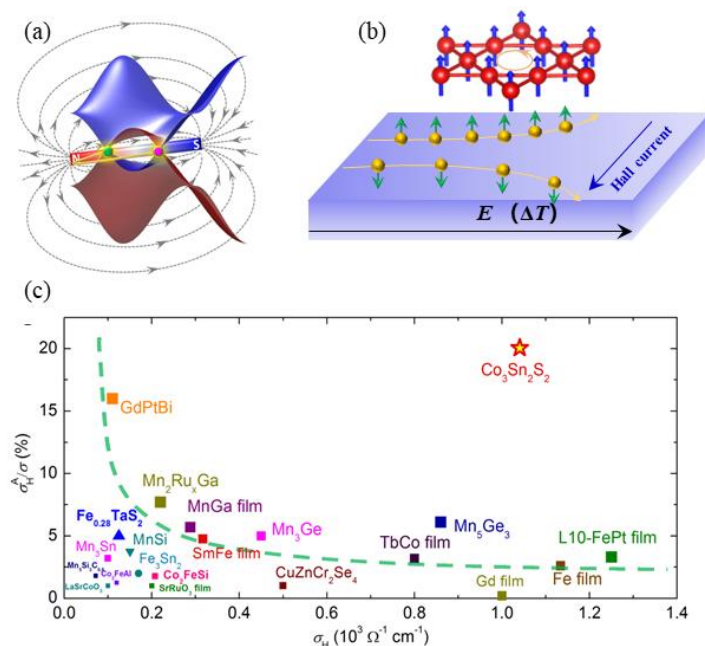 (a)
(b)
N
S
Hall current
E (ΔT)
(c)
σ_H^A/σ (%)
20
15
10
5
0
Co₃Sn₂S₂
GdPtBi
Mn₂RuₓGa
MnGa film
Fe₀.₂₈TaS₂
MnSi
SmFe film
Mn₃Ge
Mn₅Ge₃
TbCo film
L10-FePt film
Mn₃Sn
Fe₃Sn₂
Co₂FeAl
Co₂FeSi
LaSrCoO₃
SrRuO₃ film
CuZnCr₂Se₄
Gd film
Fe film
0.0 0.2 0.4 0.6 0.8 1.0 1.2 1.4
σ_H (10³ Ω⁻¹ cm⁻¹)